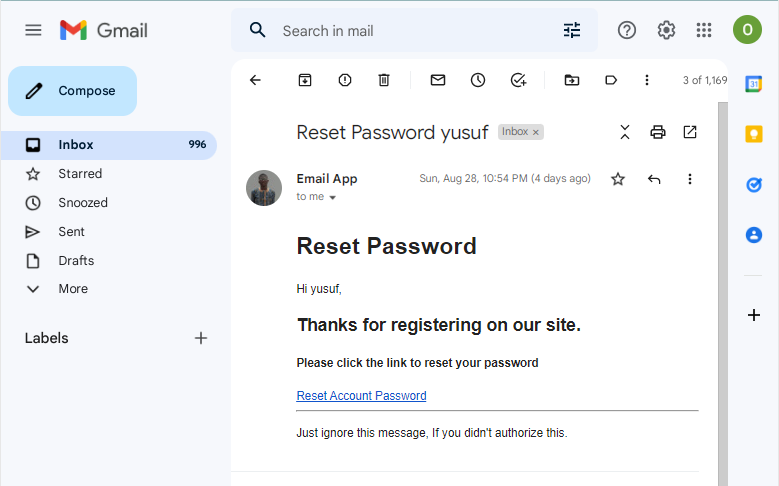 Gmail
Search in mail
O
Compose
3 of 1,169
31
Inbox 996
Starred
Snoozed
Sent
Drafts
More
Labels
Reset Password yusuf Inbox ×
Email App Sun, Aug 28, 10:54 PM (4 days ago)
to me
Reset Password
Hi yusuf,
Thanks for registering on our site.
Please click the link to reset your password
Reset Account Password
Just ignore this message, If you didn't authorize this.